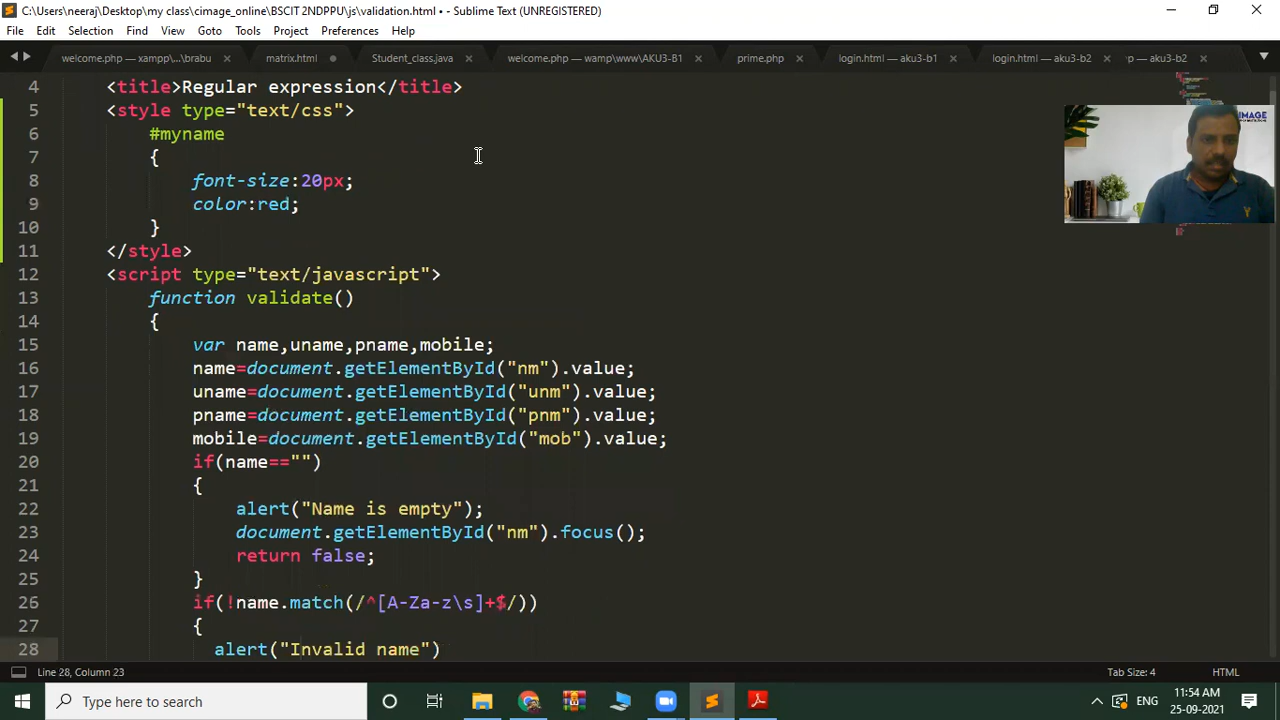 C:\Users\neeraj\Desktop\my class\cimage_online\BSCIT 2NDPPU\js\validation.html • - Sublime Text (UNREGISTERED)
File Edit Selection Find View Goto Tools Project Preferences Help
welcome.php — xampp\...\brabu matrix.html Student_class.java welcome.php — wamp\www\AKU3-B1 prime.php login.html — aku3-b1 login.html — aku3-b2 p — aku3-b2
4 <title>Regular expression</title>
5 <style type="text/css">
6 #myname
7 {
8 font-size:20px;
9 color:red;
10 }
11 </style>
12 <script type="text/javascript">
13 function validate()
14 {
15 var name,uname,pname,mobile;
16 name=document.getElementById("nm").value;
17 uname=document.getElementById("unm").value;
18 pname=document.getElementById("pnm").value;
19 mobile=document.getElementById("mob").value;
20 if(name=="")
21 {
22 alert("Name is empty");
23 document.getElementById("nm").focus();
24 return false;
25 }
26 if(!name.match(/^[A-Za-z\s]+$/))
27 {
28 alert("Invalid name")
Line 28, Column 23 Tab Size: 4 HTML
Type here to search ENG 11:54 AM
25-09-2021